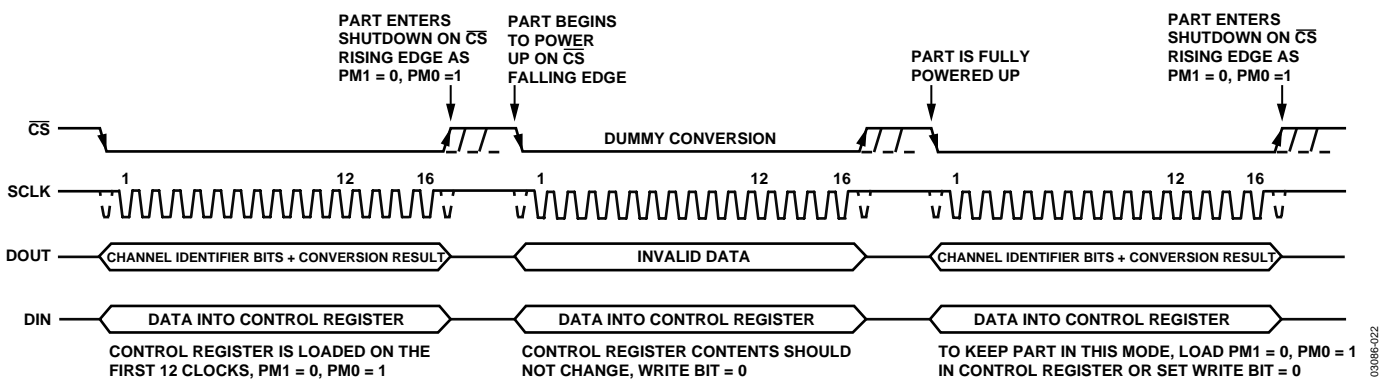 PART ENTERS
SHUTDOWN ON CS
RISING EDGE AS
PM1 = 0, PM0 =1
PART BEGINS
TO POWER
UP ON CS
FALLING EDGE
PART IS FULLY
POWERED UP
PART ENTERS
SHUTDOWN ON CS
RISING EDGE AS
PM1 = 0, PM0 =1
CS
DUMMY CONVERSION
SCLK
1 12 16 1 12 16 1 12 16
DOUT
CHANNEL IDENTIFIER BITS + CONVERSION RESULT
INVALID DATA
CHANNEL IDENTIFIER BITS + CONVERSION RESULT
DIN
DATA INTO CONTROL REGISTER
DATA INTO CONTROL REGISTER
DATA INTO CONTROL REGISTER
CONTROL REGISTER IS LOADED ON THE
FIRST 12 CLOCKS, PM1 = 0, PM0 = 1
CONTROL REGISTER CONTENTS SHOULD
NOT CHANGE, WRITE BIT = 0
TO KEEP PART IN THIS MODE, LOAD PM1 = 0, PM0 = 1
IN CONTROL REGISTER OR SET WRITE BIT = 0
03086-022